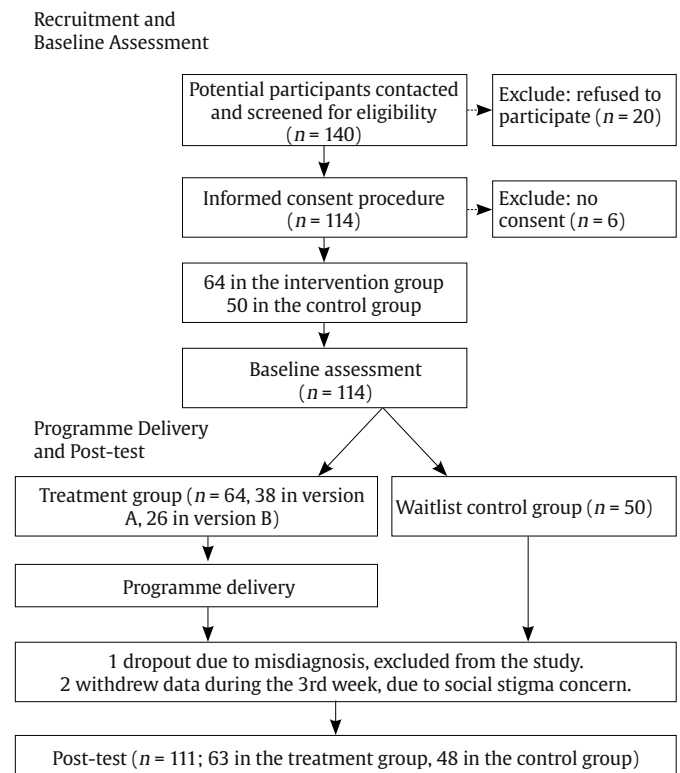 Recruitment and
Baseline Assessment
Potential participants contacted
and screened for eligibility
(n = 140)
Exclude: refused to
participate (n = 20)
Informed consent procedure
(n = 114)
Exclude: no
consent (n = 6)
64 in the intervention group
50 in the control group
Baseline assessment
(n = 114)
Programme Delivery
and Post-test
Treatment group (n = 64, 38 in version
A, 26 in version B)
Waitlist control group (n = 50)
Programme delivery
1 dropout due to misdiagnosis, excluded from the study.
2 withdrew data during the 3rd week, due to social stigma concern.
Post-test (n = 111; 63 in the treatment group, 48 in the control group)